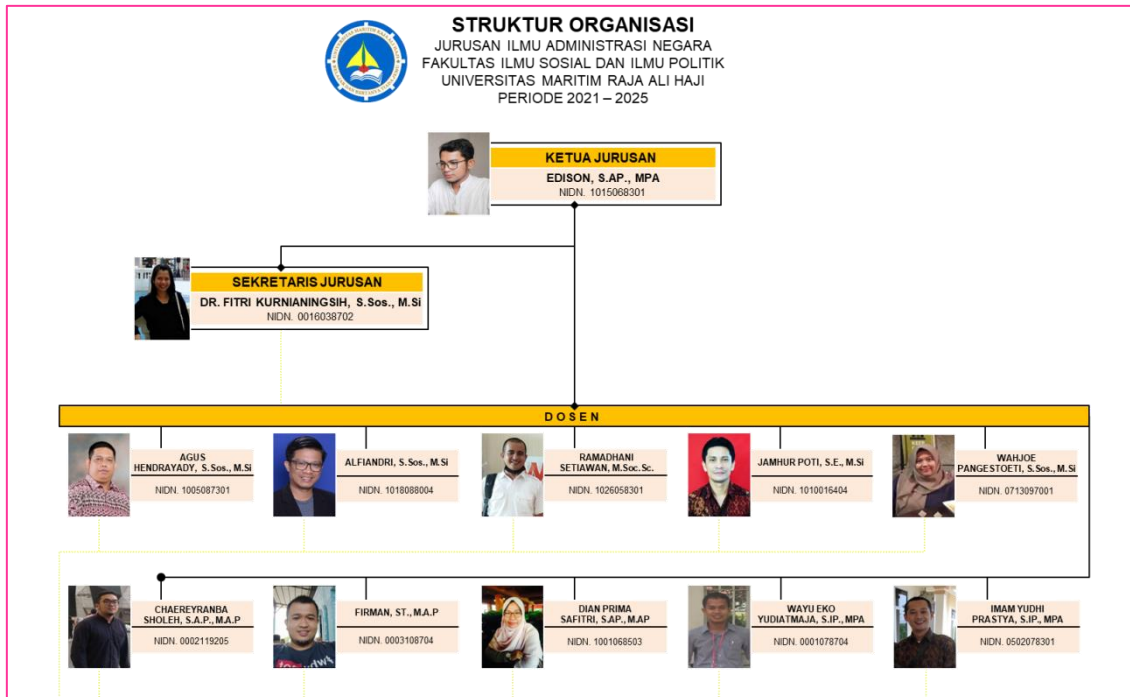 STRUKTUR ORGANISASI
JURUSAN ILMU ADMINISTRASI NEGARA
FAKULTAS ILMU SOSIAL DAN ILMU POLITIK
UNIVERSITAS MARITIM RAJA ALI HAJI
PERIODE 2021 – 2025
KETUA JURUSAN
EDISON, S.AP., MPA
NIDN. 1015068301
SEKRETARIS JURUSAN
DR. FITRI KURNIANINGSIH, S.Sos., M.Si
NIDN. 0016038702
DOSEN
AGUS
HENDRAYADY, S.Sos., M.Si
NIDN. 1005087301
ALFIANDRI, S.Sos., M.Si
NIDN. 1018088004
RAMADHANI
SETIAWAN, M.Soc.Sc.
NIDN. 1026058301
JAMHUR POTI, S.E., M.Si
NIDN. 1010016404
WAHJOE
PANGESTOETI, S.Sos., M.Si
NIDN. 0713097001
CHAEREYRANBA
SHOLEH, S.A.P., M.A.P
NIDN. 0002119205
FIRMAN, ST., M.A.P
NIDN. 0003108704
DIAN PRIMA
SAFITRI, S.AP., M.AP
NIDN. 1001068503
WAYU EKO
YUDIATMAJA, S.IP., MPA
NIDN. 0001078704
IMAM YUDHI
PRASTYA, S.IP., MPA
NIDN. 0502078301